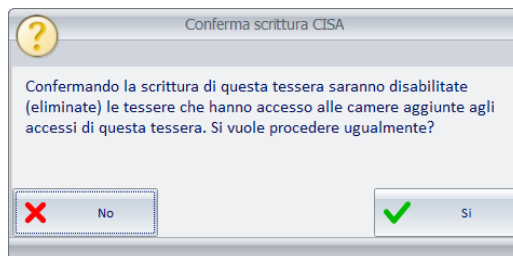 Conferma scrittura CISA
Confermando la scrittura di questa tessera saranno disabilitate
(eliminate) le tessere che hanno accesso alle camere aggiunte agli
accessi di questa tessera. Si vuole procedere ugualmente?
No
Si